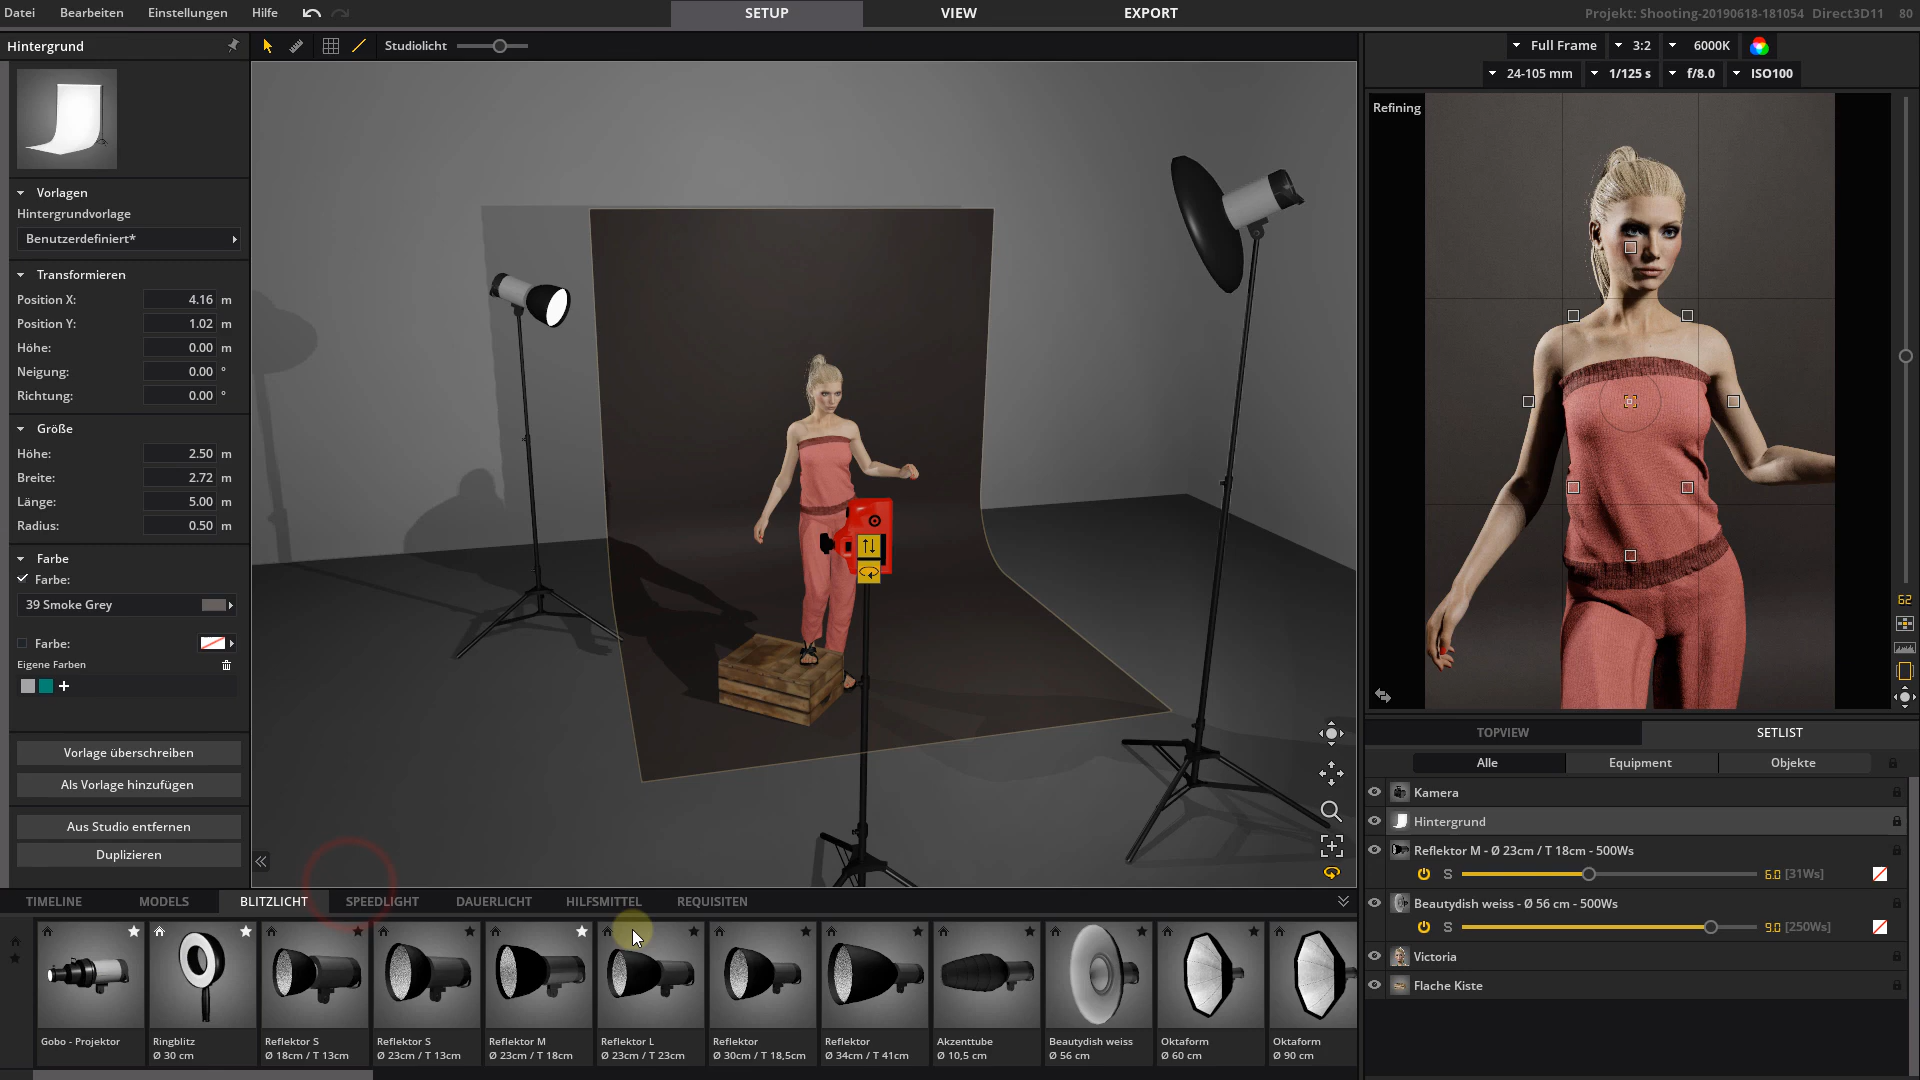 Datei Bearbeiten Einstellungen Hilfe SETUP VIEW EXPORT Projekt: Shooting-20190618-181054 Direct3D11 80
Hintergrund
Studiolicht
Full Frame 3:2 6000K
24-105 mm 1/125 s f/8.0 ISO100
Refining
Vorlagen
Hintergrundvorlage
Benutzerdefiniert*
Transformieren
Position X: 4.16 m
Position Y: 1.02 m
Höhe: 0.00 m
Neigung: 0.00 °
Richtung: 0.00 °
Größe
Höhe: 2.50 m
Breite: 2.72 m
Länge: 5.00 m
Radius: 0.50 m
Farbe
Farbe:
39 Smoke Grey
Farbe:
Eigene Farben
Vorlage überschreiben
Als Vorlage hinzufügen
Aus Studio entfernen
Duplizieren
62
TOPVIEW SETLIST
Alle Equipment Objekte
Kamera
Hintergrund
Reflektor M - Ø 23cm / T 18cm - 500Ws
S 6.0 [31Ws]
Beautydish weiss - Ø 56 cm - 500Ws
S 9.0 [250Ws]
Victoria
Flache Kiste
TIMELINE MODELS BLITZLICHT SPEEDLIGHT DAUERLICHT HILFSMITTEL REQUISITEN
Gobo - Projektor
Ringblitz
Ø 30 cm
Reflektor S
Ø 18cm / T 13cm
Reflektor S
Ø 23cm / T 13cm
Reflektor M
Ø 23cm / T 18cm
Reflektor L
Ø 23cm / T 23cm
Reflektor
Ø 30cm / T 18,5cm
Reflektor
Ø 34cm / T 41cm
Akzenttube
Ø 10,5 cm
Beautydish weiss
Ø 56 cm
Oktaform
Ø 60 cm
Oktaform
Ø 90 cm